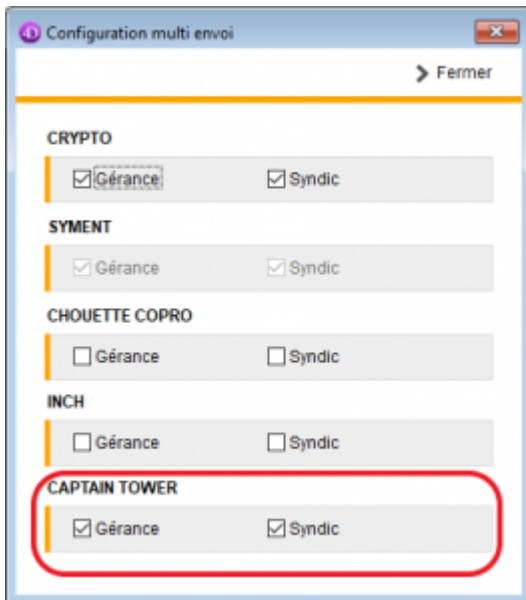 Configuration multi envoi
Fermer
CRYPTO
Gérance Syndic
SYMENT
Gérance Syndic
CHOUETTE COPRO
Gérance Syndic
INCH
Gérance Syndic
CAPTAIN TOWER
Gérance Syndic